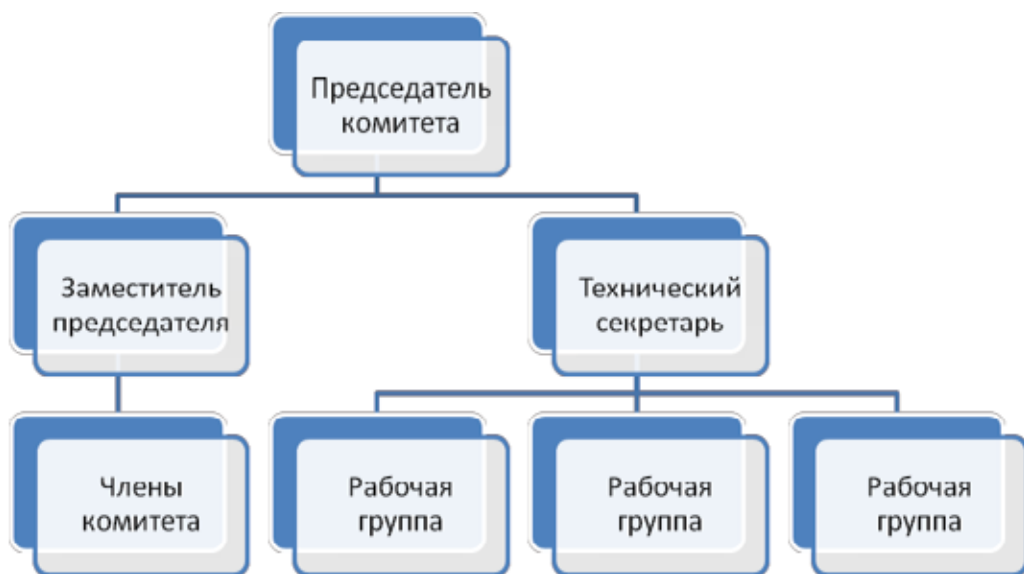 Председатель
комитета
Заместитель
председателя
Технический
секретарь
Члены
комитета
Рабочая
группа
Рабочая
группа
Рабочая
группа